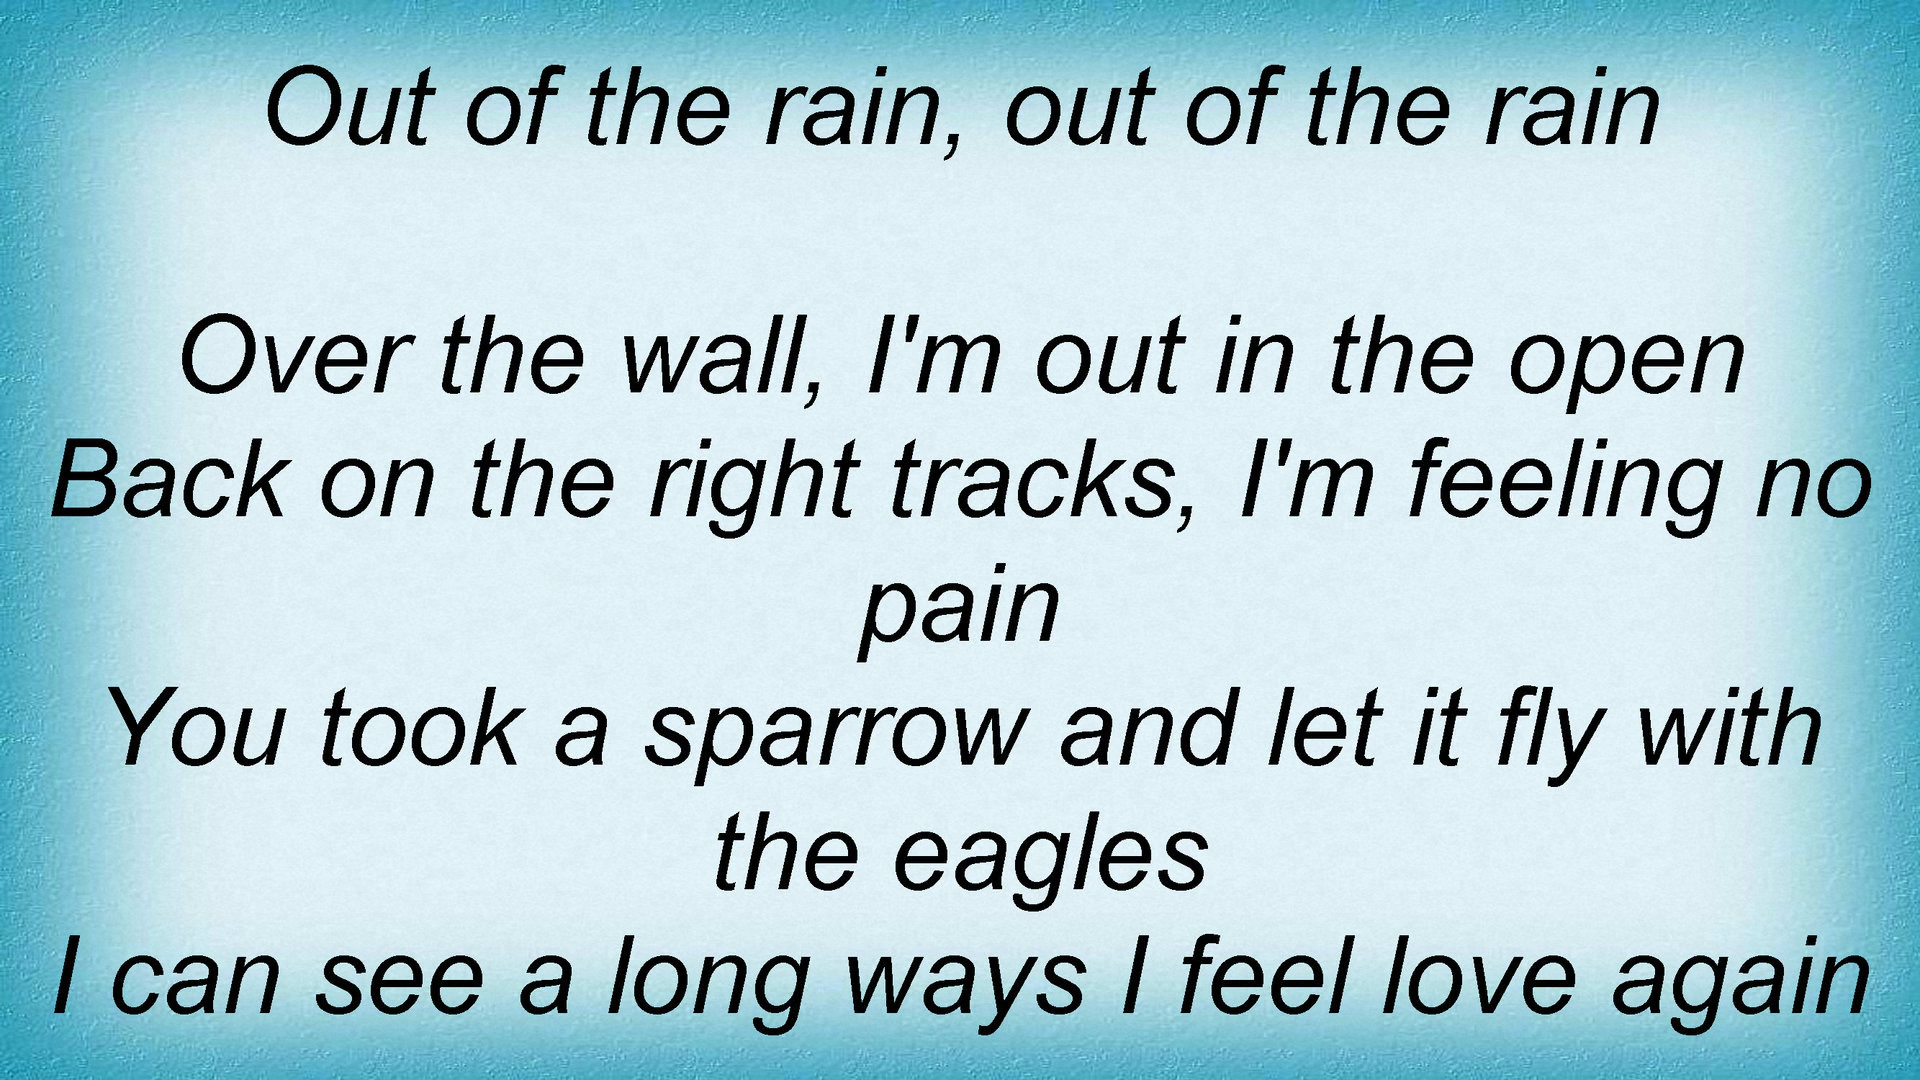 Out of the rain, out of the rain
Over the wall, I'm out in the open
Back on the right tracks, I'm feeling no
pain
You took a sparrow and let it fly with
the eagles
I can see a long ways I feel love again